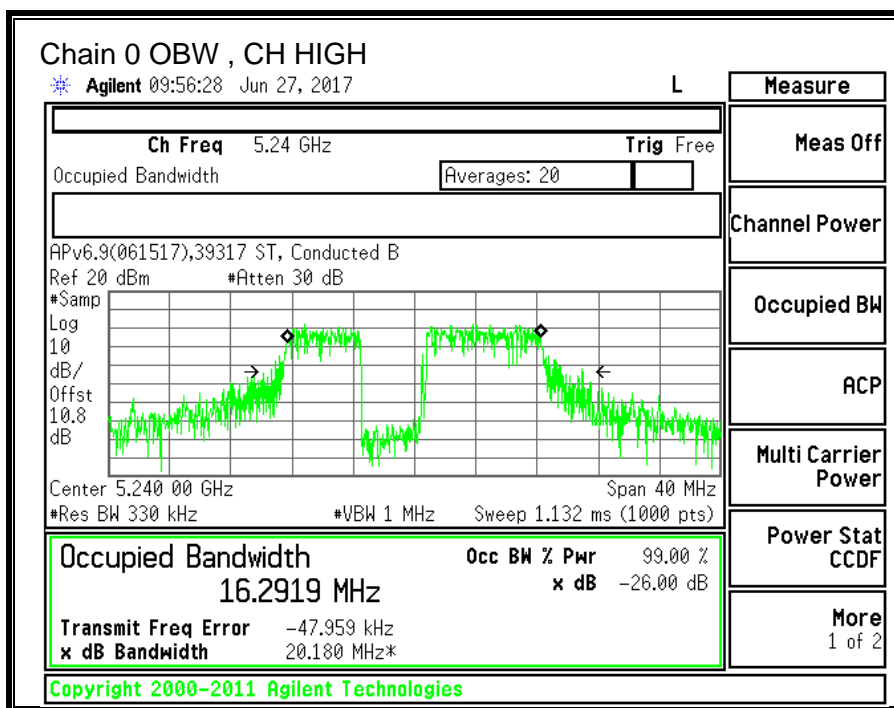 Chain 0 OBW , CH HIGH
Agilent 09:56:28 Jun 27, 2017 L
Measure
Ch Freq 5.24 GHz Trig Free
Meas Off
Occupied Bandwidth Averages: 20
Channel Power
APv6.9(061517),39317 ST, Conducted B
Ref 20 dBm #Atten 30 dB
#Samp
Log
10
dB/
Offst
10.8
dB
Occupied BW
ACP
Multi Carrier
Power
Center 5.240 00 GHz Span 40 MHz
#Res BW 330 kHz #VBW 1 MHz Sweep 1.132 ms (1000 pts)
Power Stat
CCDF
Occupied Bandwidth Occ BW % Pwr 99.00 %
16.2919 MHz x dB -26.00 dB
Transmit Freq Error -47.959 kHz
x dB Bandwidth 20.180 MHz*
More
1 of 2
Copyright 2000-2011 Agilent Technologies